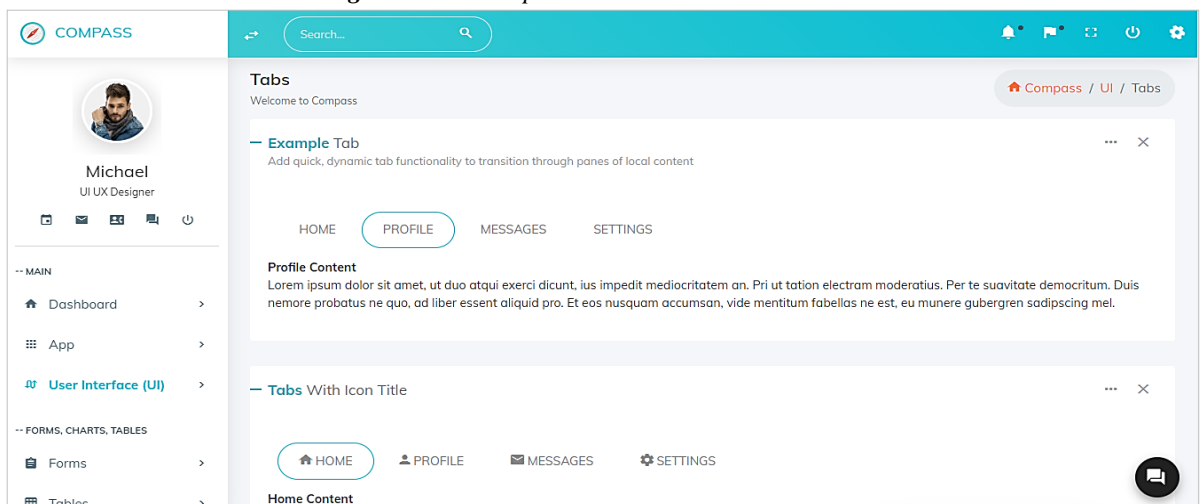 COMPASS
Search...
Michael
UI UX Designer
-- MAIN
Dashboard
App
User Interface (UI)
-- FORMS, CHARTS, TABLES
Forms
Tables
Tabs
Welcome to Compass
Compass / UI / Tabs
Example Tab
Add quick, dynamic tab functionality to transition through panes of local content
HOME PROFILE MESSAGES SETTINGS
Profile Content
Lorem ipsum dolor sit amet, ut duo atqui exerci dicunt, ius impedit mediocritatem an. Pri ut tation electram moderatius. Per te suavitate democritum. Duis
nemore probatus ne quo, ad liber essent aliquid pro. Et eos nusquam accumsan, vide mentitum fabellas ne est, eu munere gubergren sadipscing mel.
Tabs With Icon Title
HOME PROFILE MESSAGES SETTINGS
Home Content